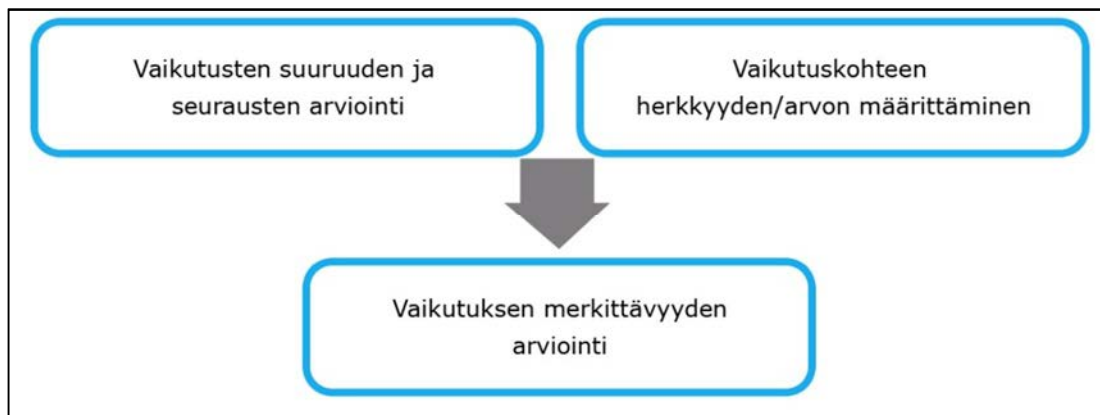 Vaikutusten suuruuden ja
seurausten arviointi
Vaikutuskohteen
herkkyyden/arvon määrittäminen
Vaikutuksen merkittävyyden
arviointi